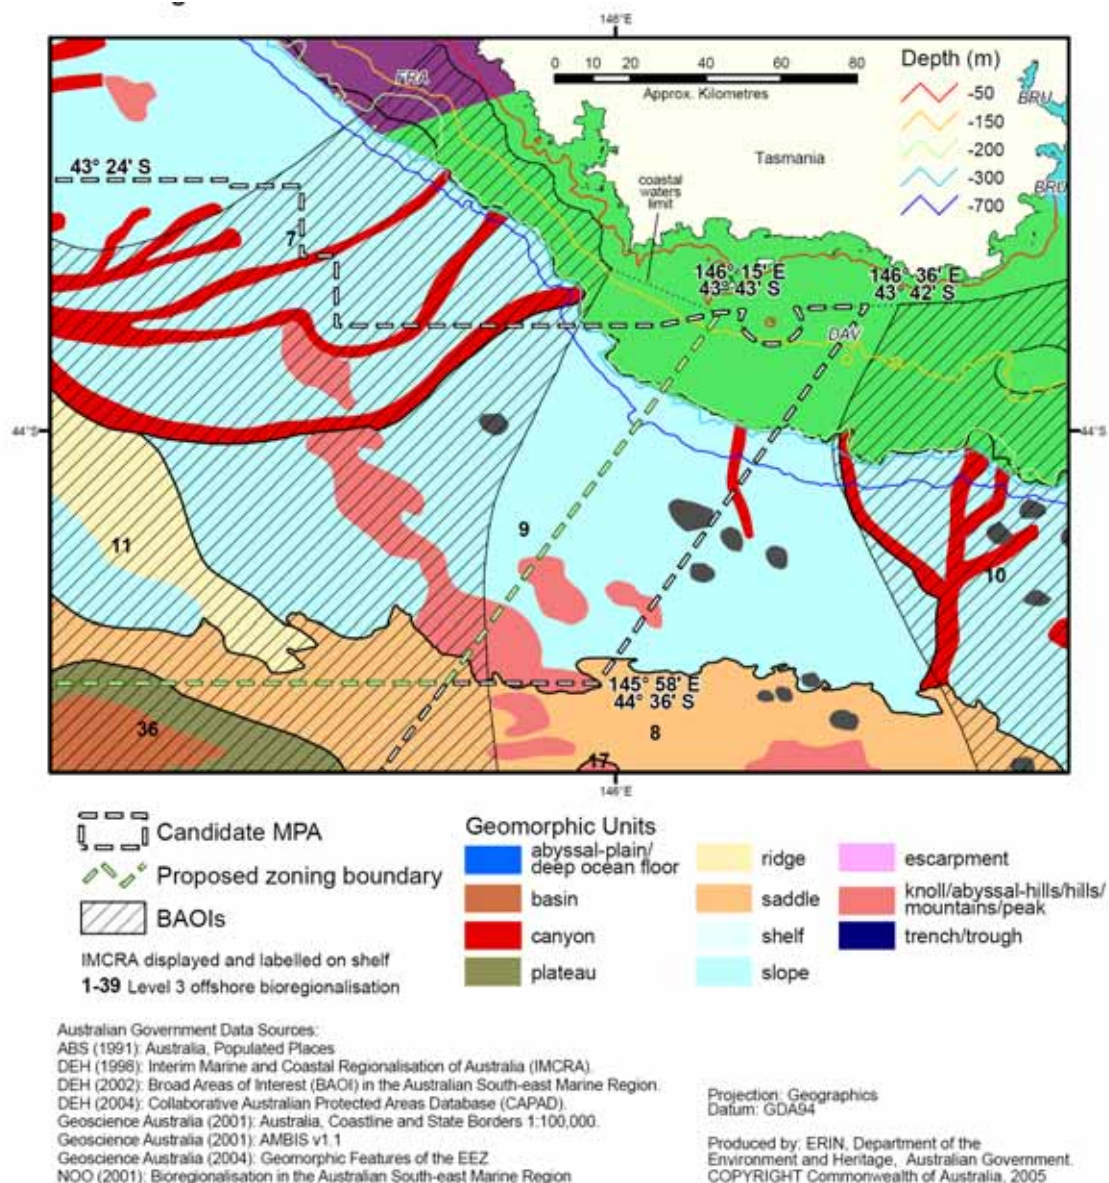 146°E
0 10 20 40 60 80
Approx. Kilometres
Depth (m)
-50
-150
-200
-300
-700
FRA
BRU
BRU
Tasmania
43° 24' S
coastal
waters
limit
7
146° 15' E
43° 43' S
146° 36' E
43° 42' S
DAV
44°S
44°S
9
11
10
145° 58' E
44° 36' S
36
8
17
146°E
Candidate MPA
Proposed zoning boundary
BAOIs
IMCRA displayed and labelled on shelf
1-39 Level 3 offshore bioregionalisation
Geomorphic Units
abyssal-plain/
deep ocean floor
basin
canyon
plateau
ridge
saddle
shelf
slope
escarpment
knoll/abyssal-hills/hills/
mountains/peak
trench/trough
Australian Government Data Sources:
ABS (1991): Australia, Populated Places
DEH (1998): Interim Marine and Coastal Regionalisation of Australia (IMCRA).
DEH (2002): Broad Areas of Interest (BAOI) in the Australian South-east Marine Region.
DEH (2004): Collaborative Australian Protected Areas Database (CAPAD).
Geoscience Australia (2001): Australia, Coastline and State Borders 1:100,000.
Geoscience Australia (2001): AMBIS v1.1
Geoscience Australia (2004): Geomorphic Features of the EEZ
NOO (2001): Bioregionalisation in the Australian South-east Marine Region
Projection: Geographics
Datum: GDA94
Produced by: ERIN, Department of the
Environment and Heritage, Australian Government.
COPYRIGHT Commonwealth of Australia, 2005